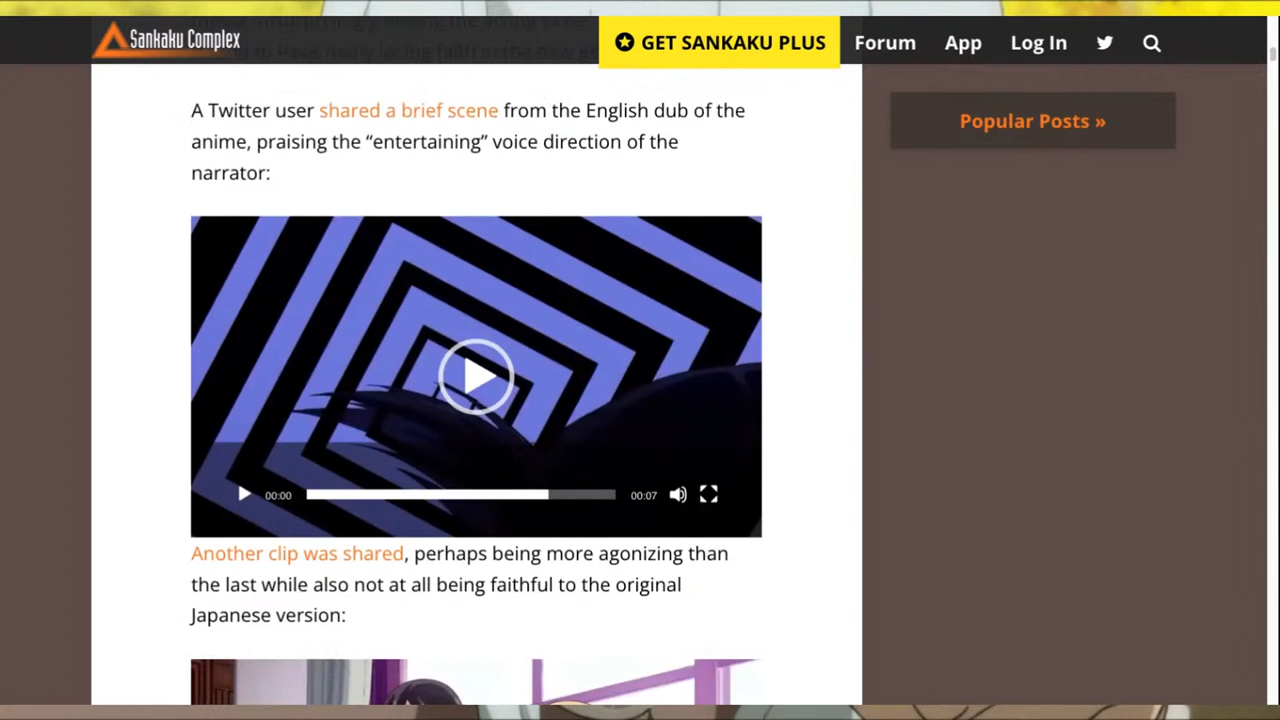 Sankaku Complex
GET SANKAKU PLUS
Forum
App
Log In
A Twitter user shared a brief scene from the English dub of the
anime, praising the “entertaining” voice direction of the
narrator:
00:00
00:07
Another clip was shared, perhaps being more agonizing than
the last while also not at all being faithful to the original
Japanese version:
Popular Posts »